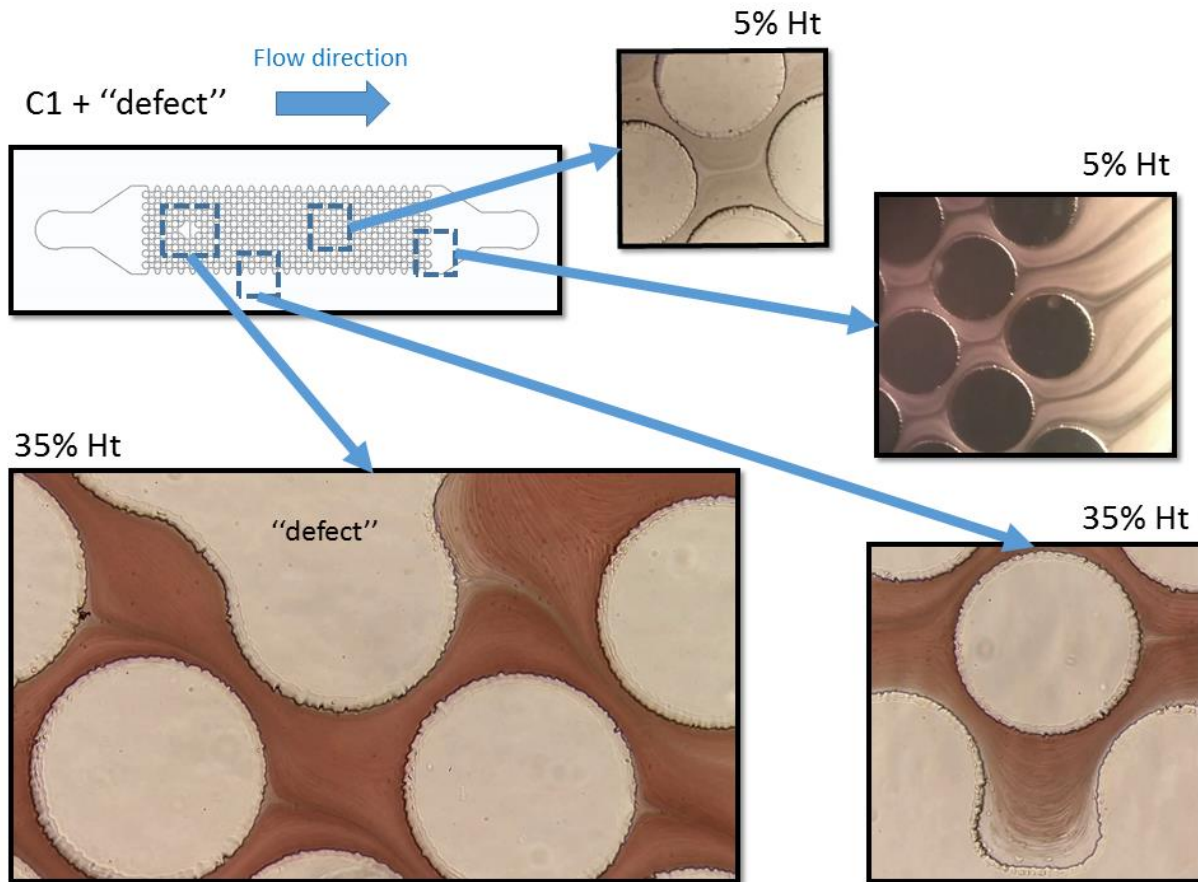 5% Ht
Flow direction
C1 + “defect”
5% Ht
35% Ht
“defect”
35% Ht